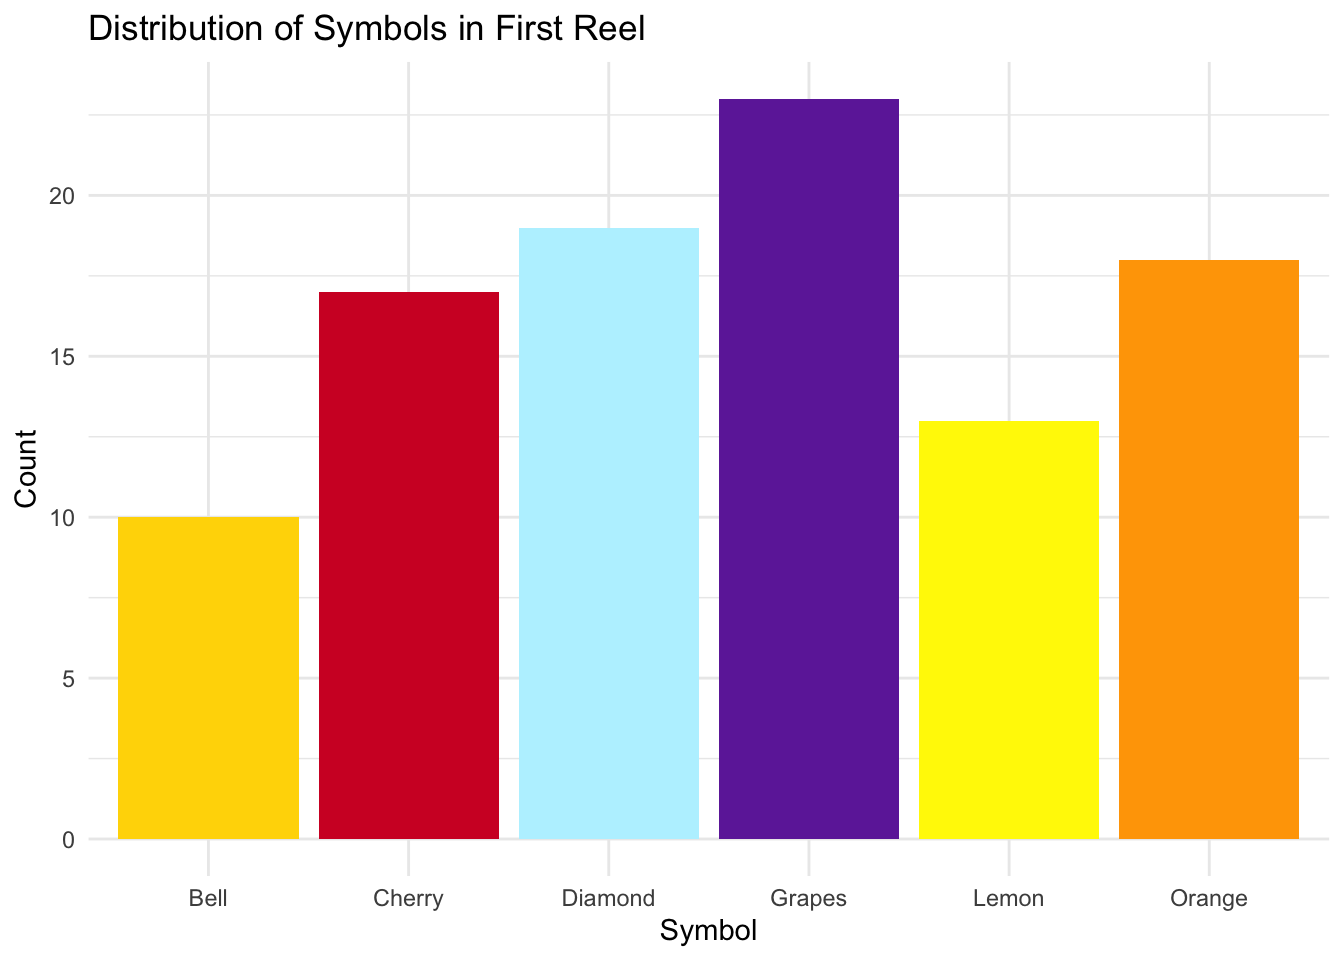 Distribution of Symbols in First Reel
Count
20
15
10
5
0
Bell Cherry Diamond Grapes Lemon Orange
Symbol